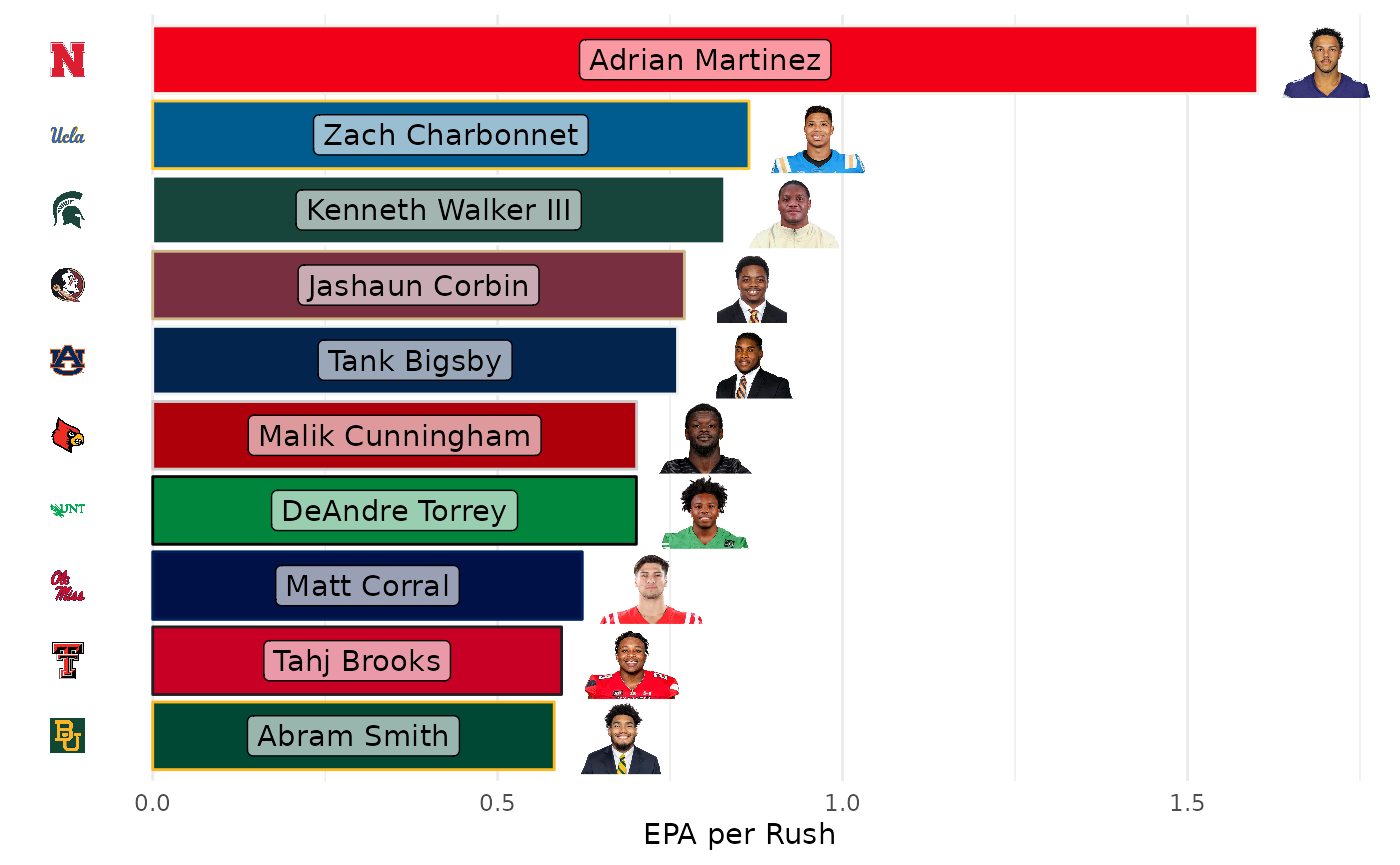 N
Adrian Martinez
Ucla
Zach Charbonnet
Kenneth Walker III
Jashaun Corbin
AU
Tank Bigsby
Malik Cunningham
UNT
DeAndre Torrey
Ole
Miss
Matt Corral
T
Tahj Brooks
BU
Abram Smith
0.0 0.5 1.0 1.5
EPA per Rush